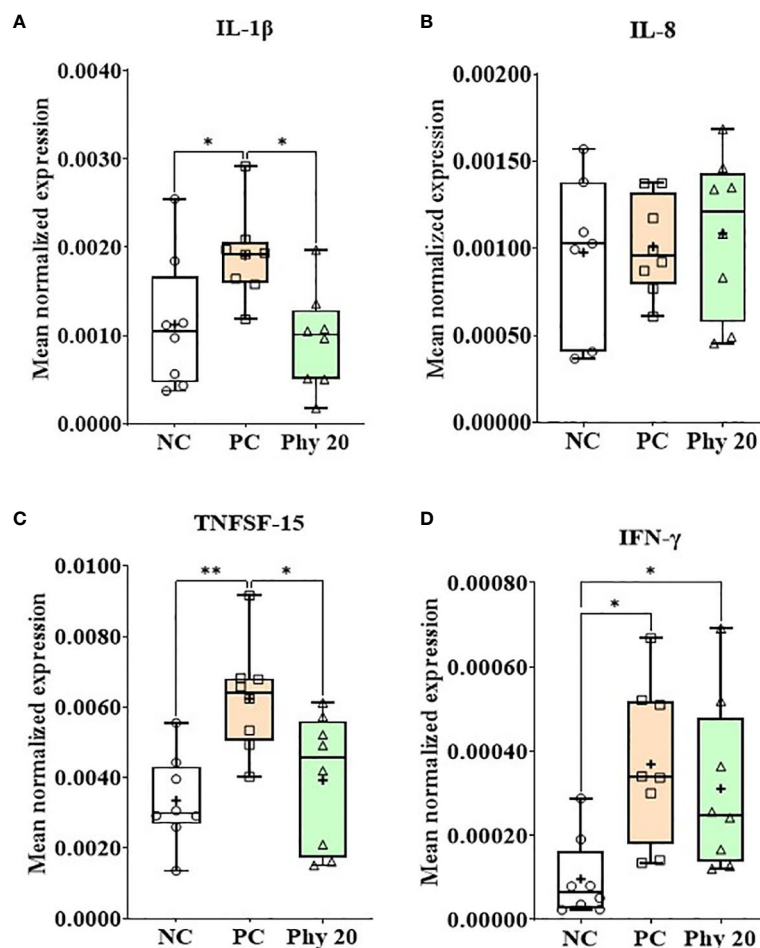 A
IL-1β
Mean normalized expression
0.0040
0.0030
0.0020
0.0010
0.0000
*
*
NC PC Phy 20
B
IL-8
Mean normalized expression
0.00200
0.00150
0.00100
0.00050
0.00000
NC PC Phy 20
C
TNFSF-15
Mean normalized expression
0.0100
0.0080
0.0060
0.0040
0.0020
0.0000
**
*
NC PC Phy 20
D
IFN-γ
Mean normalized expression
0.00080
0.00060
0.00040
0.00020
0.00000
*
*
NC PC Phy 20